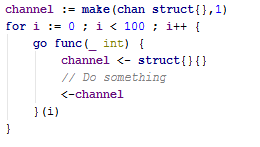 channel := make(chan struct{},1)
for i := 0 ; i < 100 ; i++ {
    go func(_ int) {
        channel <- struct{}{}
        // Do something
        <-channel
    }(i)
}